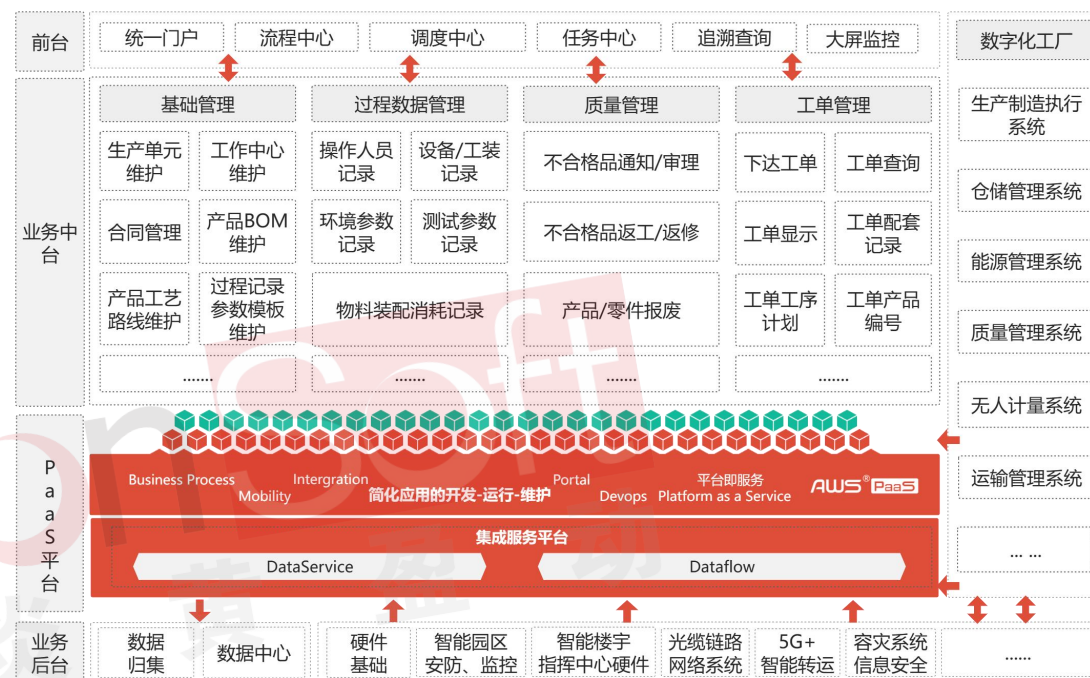 前台
统一门户
流程中心
调度中心
任务中心
追溯查询
大屏监控
数字化工厂
业务中
台
基础管理
过程数据管理
质量管理
工单管理
生产单元
维护
工作中心
维护
操作人员
记录
设备/工装
记录
不合格品通知/审理
下达工单
工单查询
合同管理
产品BOM
维护
环境参数
记录
测试参数
记录
不合格品返工/返修
工单显示
工单配套
记录
产品工艺
路线维护
过程记录
参数模板
维护
物料装配消耗记录
产品/零件报废
工单工序
计划
工单产品
编号
.......
.......
.......
.......
生产制造执行
系统
仓储管理系统
能源管理系统
质量管理系统
无人计量系统
运输管理系统
... ...
P
a
a
S
平
台
Business Process
Mobility
Intergration
简化应用的开发-运行-维护
Portal
Devops
平台即服务
Platform as a Service
AWS® PaaS
集成服务平台
DataService
Dataflow
业务
后台
数据
归集
数据中心
硬件
基础
智能园区
安防、监控
智能楼宇
指挥中心硬件
光缆链路
网络系统
5G+
智能转运
容灾系统
信息安全
......
onSoft
黄
盈
动